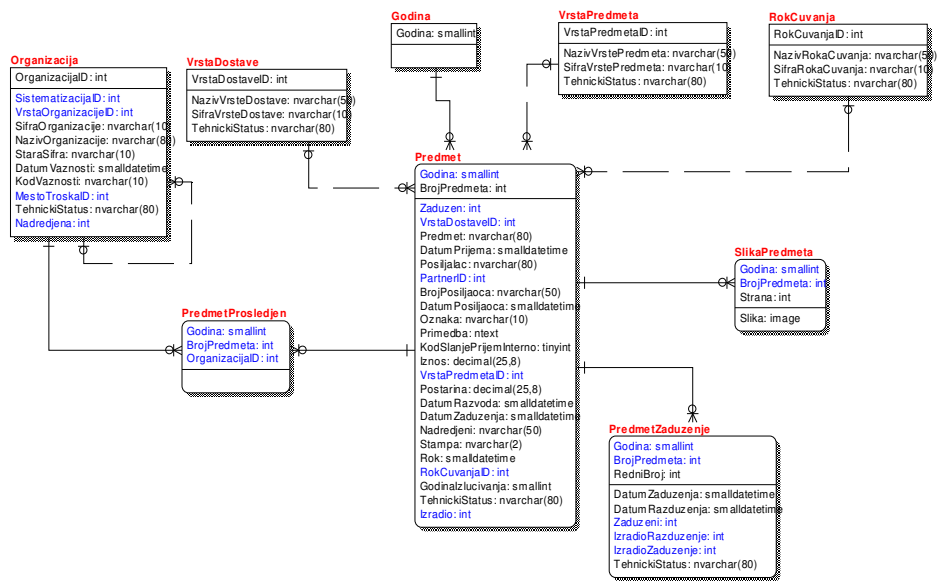 Godina
Godina: smallint
VrstaPredmeta
VrstaPredmetaID: int
NazivVrstePredmeta: nvarchar(50)
SifraVrstePredmeta: nvarchar(10)
TehnickiStatus: nvarchar(80)
RokCuvanja
RokCuvanjaID: int
NazivRokaCuvanja: nvarchar(50)
SifraRokaCuvanja: nvarchar(10)
TehnickiStatus: nvarchar(80)
Organizacija
OrganizacijaID: int
SistematizacijaID: int
VrstaOrganizacijeID: int
SifraOrganizacije: nvarchar(10)
NazivOrganizacije: nvarchar(80)
StaraSifra: nvarchar(10)
DatumVaznosti: smalldatetime
KodVaznosti: nvarchar(10)
MestoTroskaID: int
TehnickiStatus: nvarchar(80)
Nadredjena: int
VrstaDostave
VrstaDostaveID: int
NazivVrsteDostave: nvarchar(50)
SifraVrsteDostave: nvarchar(10)
TehnickiStatus: nvarchar(80)
Predmet
Godina: smallint
BrojPredmeta: int
Zaduzen: int
VrstaDostaveID: int
Predmet: nvarchar(80)
DatumPrijema: smalldatetime
Posiljalac: nvarchar(80)
PartnerID: int
BrojPosiljaoca: nvarchar(50)
DatumPosiljaoca: smalldatetime
Oznaka: nvarchar(10)
Primedba: ntext
KodSlanjePrijemInterno: tinyint
Iznos: decimal(25,8)
VrstaPredmetaID: int
Postarina: decimal(25,8)
DatumRazvoda: smalldatetime
DatumZaduzenja: smalldatetime
Nadredjeni: nvarchar(50)
Stampa: nvarchar(2)
Rok: smalldatetime
RokCuvanjaID: int
GodinaIzlucivanja: smallint
TehnickiStatus: nvarchar(80)
Izradio: int
PredmetProsledjen
Godina: smallint
BrojPredmeta: int
OrganizacijaID: int
SlikaPredmeta
Godina: smallint
BrojPredmeta: int
Strana: int
Slika: image
PredmetZaduzenje
Godina: smallint
BrojPredmeta: int
RedniBroj: int
DatumZaduzenja: smalldatetime
DatumRazduzenja: smalldatetime
Zaduzeni: int
IzradioRazduzenje: int
IzradioZaduzenje: int
TehnickiStatus: nvarchar(80)